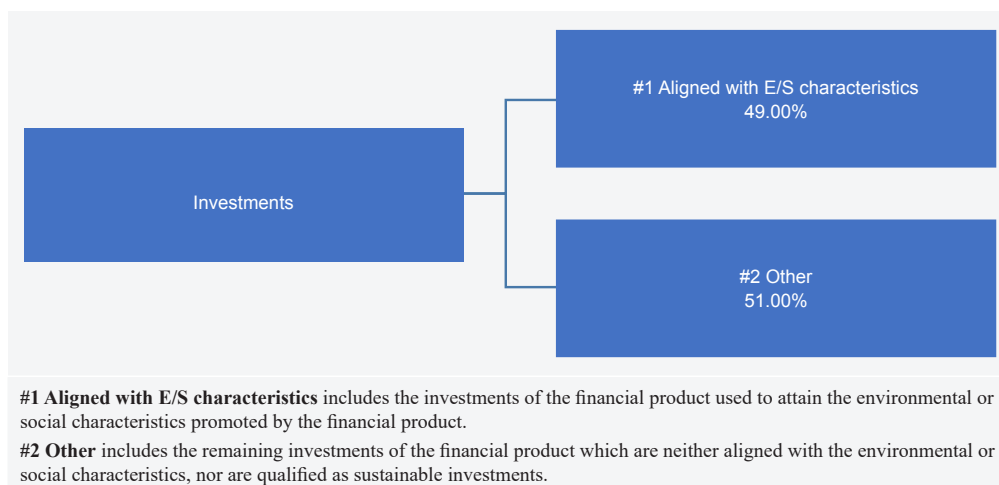 #1 Aligned with E/S characteristics
49.00%
Investments
#2 Other
51.00%
#1 Aligned with E/S characteristics includes the investments of the financial product used to attain the environmental or
social characteristics promoted by the financial product.
#2 Other includes the remaining investments of the financial product which are neither aligned with the environmental or
social characteristics, nor are qualified as sustainable investments.